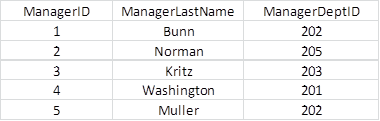 ManagerID ManagerLastName ManagerDeptID
1 Bunn 202
2 Norman 205
3 Kritz 203
4 Washington 201
5 Muller 202